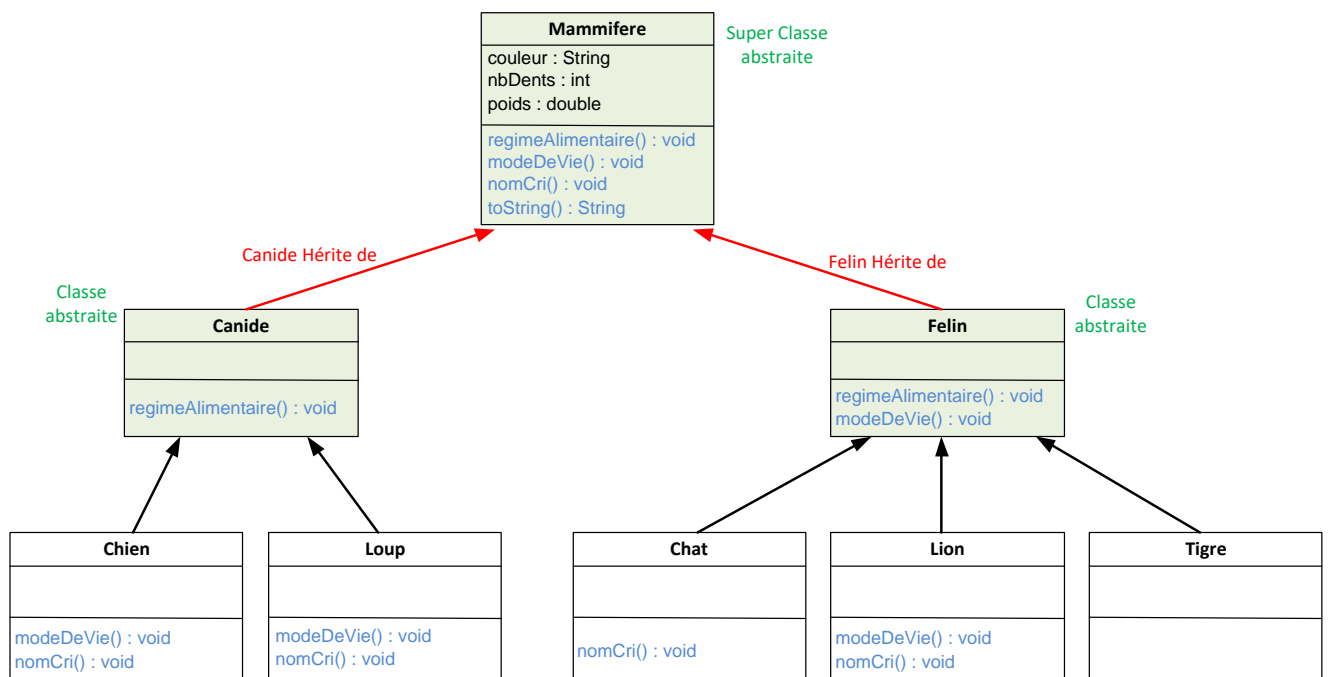 Mammifere
Super Classe
abstraite
couleur : String
nbDents : int
poids : double
regimeAlimentaire() : void
modeDeVie() : void
nomCri() : void
toString() : String
Canide Hérite de
Felin Hérite de
Classe
abstraite
Canide
regimeAlimentaire() : void
Felin
Classe
abstraite
regimeAlimentaire() : void
modeDeVie() : void
Chien
modeDeVie() : void
nomCri() : void
Loup
modeDeVie() : void
nomCri() : void
Chat
nomCri() : void
Lion
modeDeVie() : void
nomCri() : void
Tigre